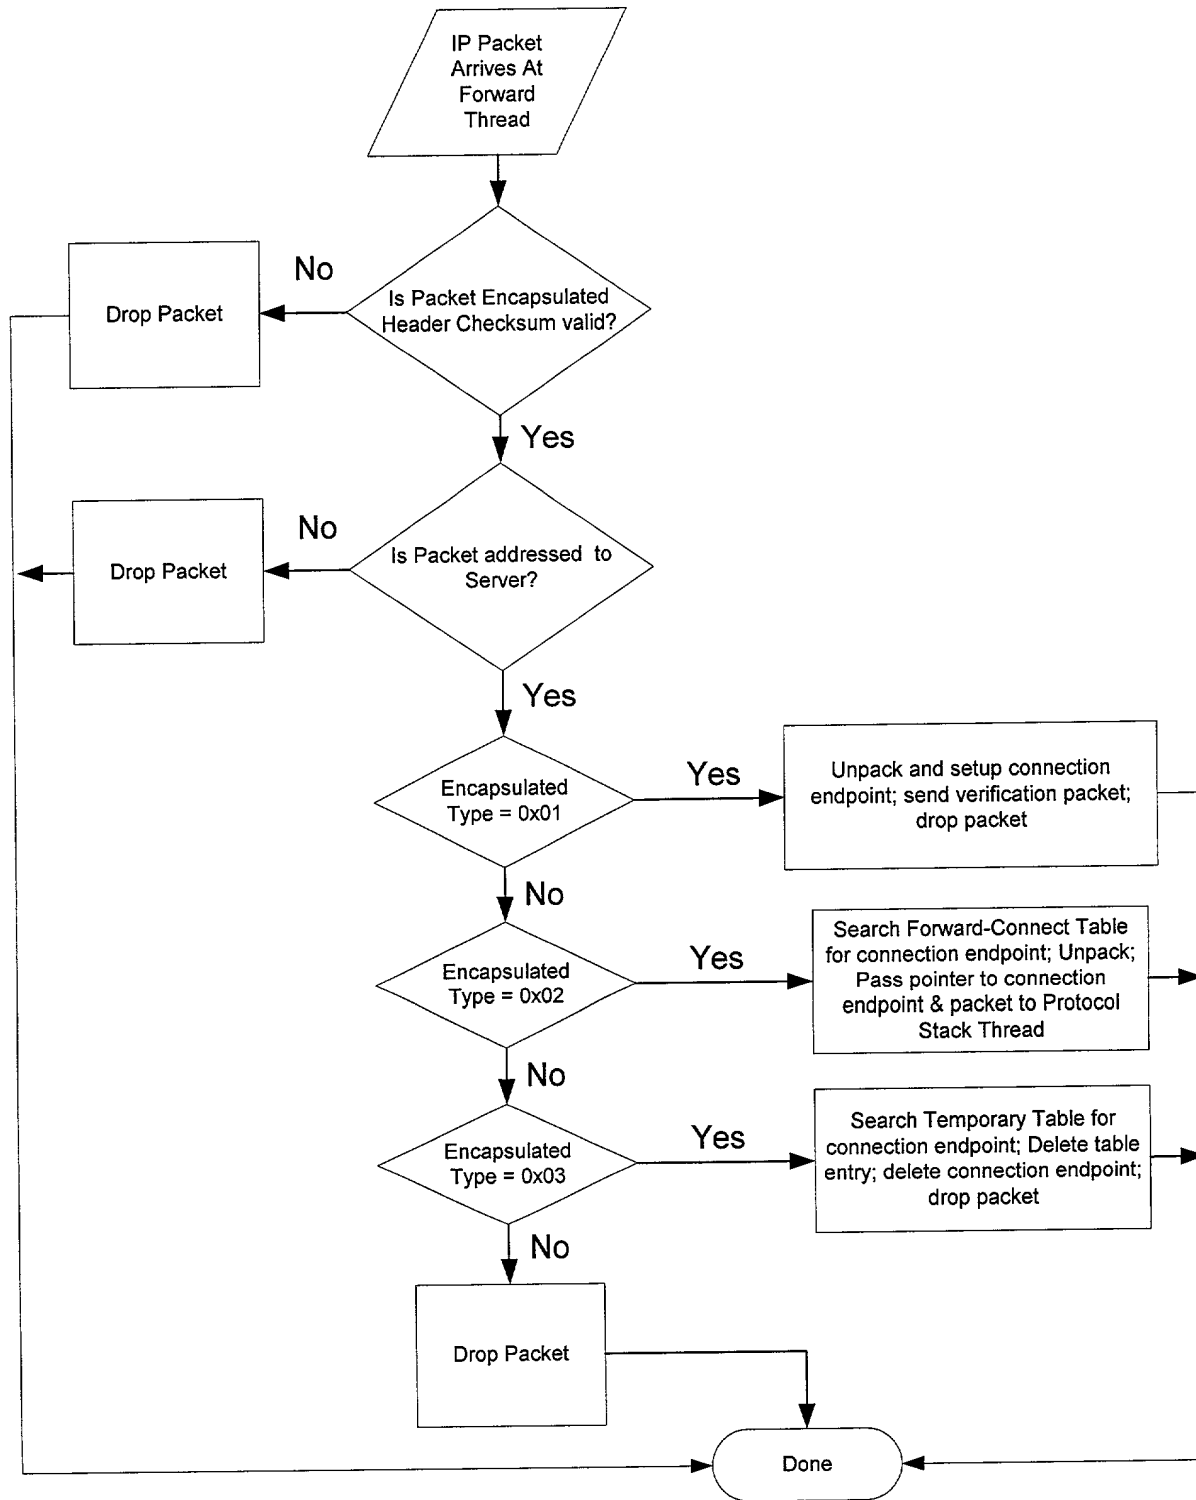 IP Packet
Arrives At
Forward
Thread
No
Drop Packet
Is Packet Encapsulated
Header Checksum valid?
Yes
No
Drop Packet
Is Packet addressed to
Server?
Yes
Encapsulated
Type = 0x01
Yes
Unpack and setup connection
endpoint; send verification packet;
drop packet
No
Encapsulated
Type = 0x02
Yes
Search Forward-Connect Table
for connection endpoint; Unpack;
Pass pointer to connection
endpoint & packet to Protocol
Stack Thread
No
Encapsulated
Type = 0x03
Yes
Search Temporary Table for
connection endpoint; Delete table
entry; delete connection endpoint;
drop packet
No
Drop Packet
Done